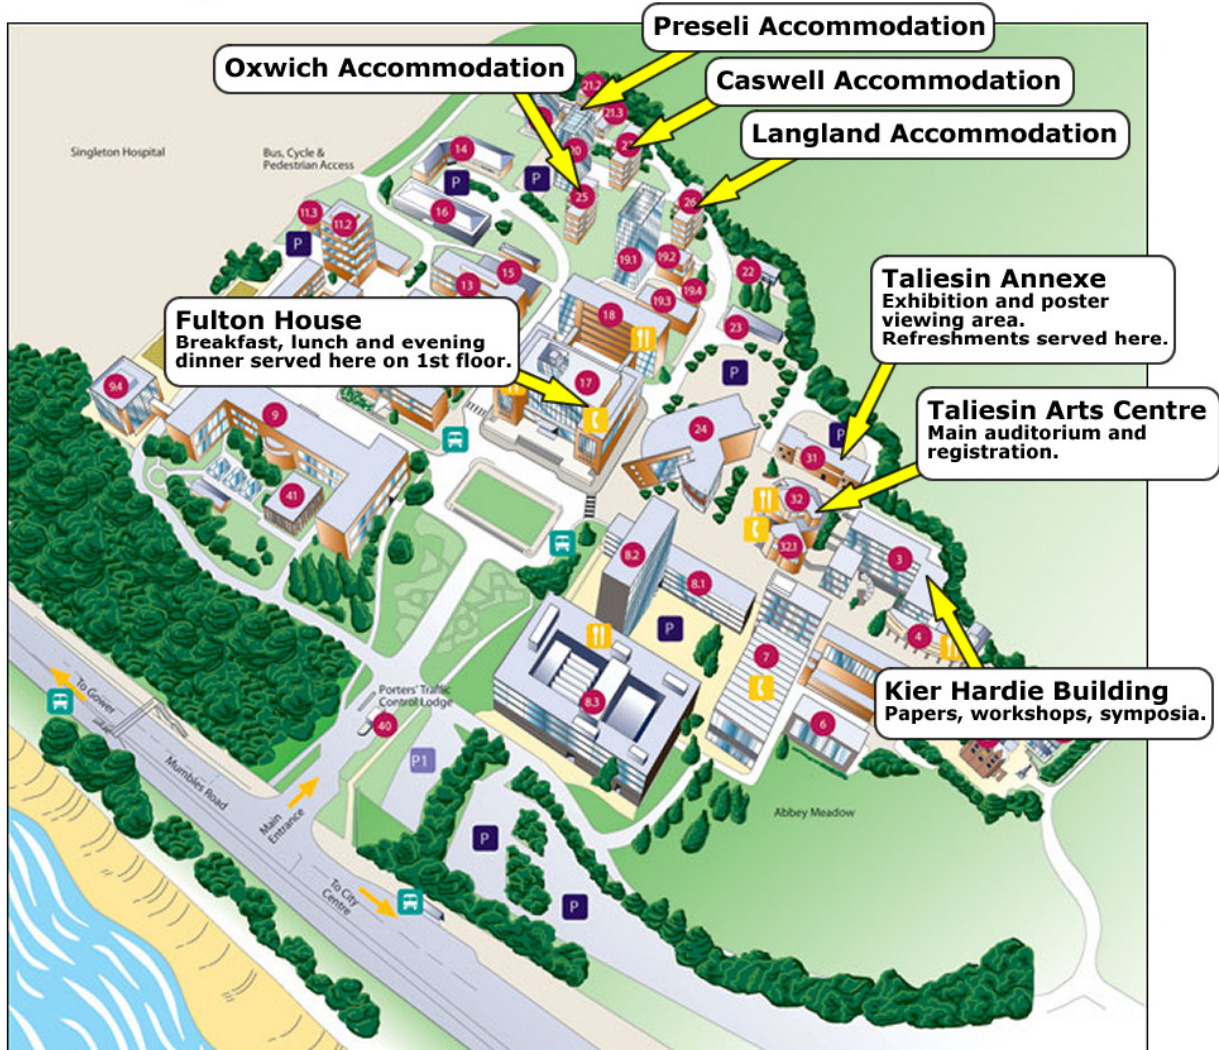 Preseli Accommodation
Oxwich Accommodation
Caswell Accommodation
Langland Accommodation
Singleton Hospital
Bus, Cycle &
Pedestrian Access
21.2
21.3
14
20
P
P
25
16
26
11.3
11.2
P
19.1
19.2
22
15
13
19.4
19.3
18
23
Taliesin Annexe
Exhibition and poster
viewing area.
Refreshments served here.
Fulton House
Breakfast, lunch and evening
dinner served here on 1st floor.
P
17
9.4
9
24
P
31
Taliesin Arts Centre
Main auditorium and
registration.
41
32
32.1
8.2
8.1
3
P
4
7
To Gower
Porters' Traffic
Control Lodge
40
8.3
6
Kier Hardie Building
Papers, workshops, symposia.
P1
Mumbles Road
Main
Entrance
Abbey Meadow
P
To City
Centre
P